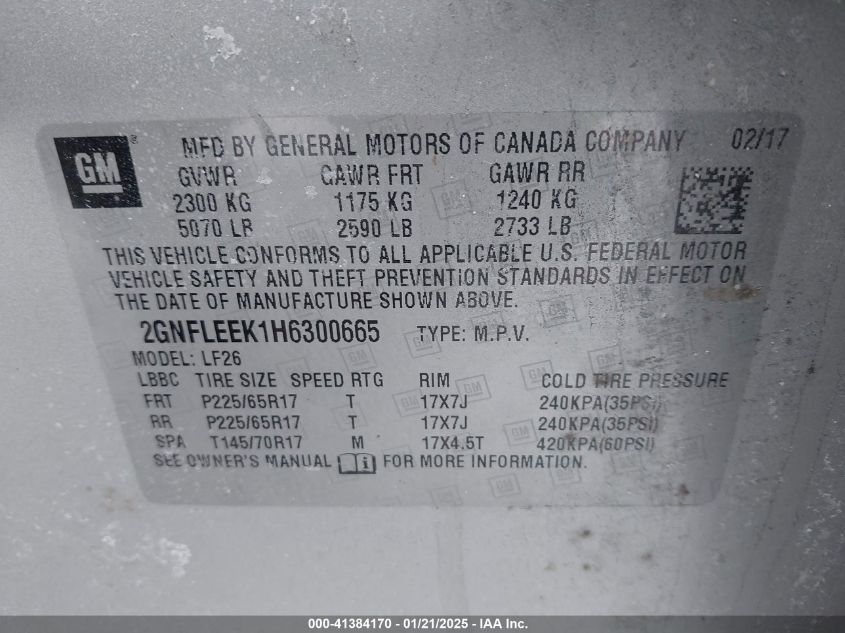 GM
MFD BY GENERAL MOTORS OF CANADA COMPANY 02/17
GVWR GAWR FRT GAWR RR
2300 KG 1175 KG 1240 KG
5070 LB 2590 LB 2733 LB
THIS VEHICLE CONFORMS TO ALL APPLICABLE U.S. FEDERAL MOTOR
VEHICLE SAFETY AND THEFT PREVENTION STANDARDS IN EFFECT ON
THE DATE OF MANUFACTURE SHOWN ABOVE.
2GNFLEEK1H6300665 TYPE: M.P.V.
MODEL: LF26
LBBC TIRE SIZE SPEED RTG RIM COLD TIRE PRESSURE
FRT P225/65R17 T 17X7J 240KPA(35PSI)
RR P225/65R17 T 17X7J 240KPA(35PSI)
SPA T145/70R17 M 17X4.5T 420KPA(60PSI)
SEE OWNER'S MANUAL FOR MORE INFORMATION.
000-41384170 - 01/21/2025 - IAA Inc.